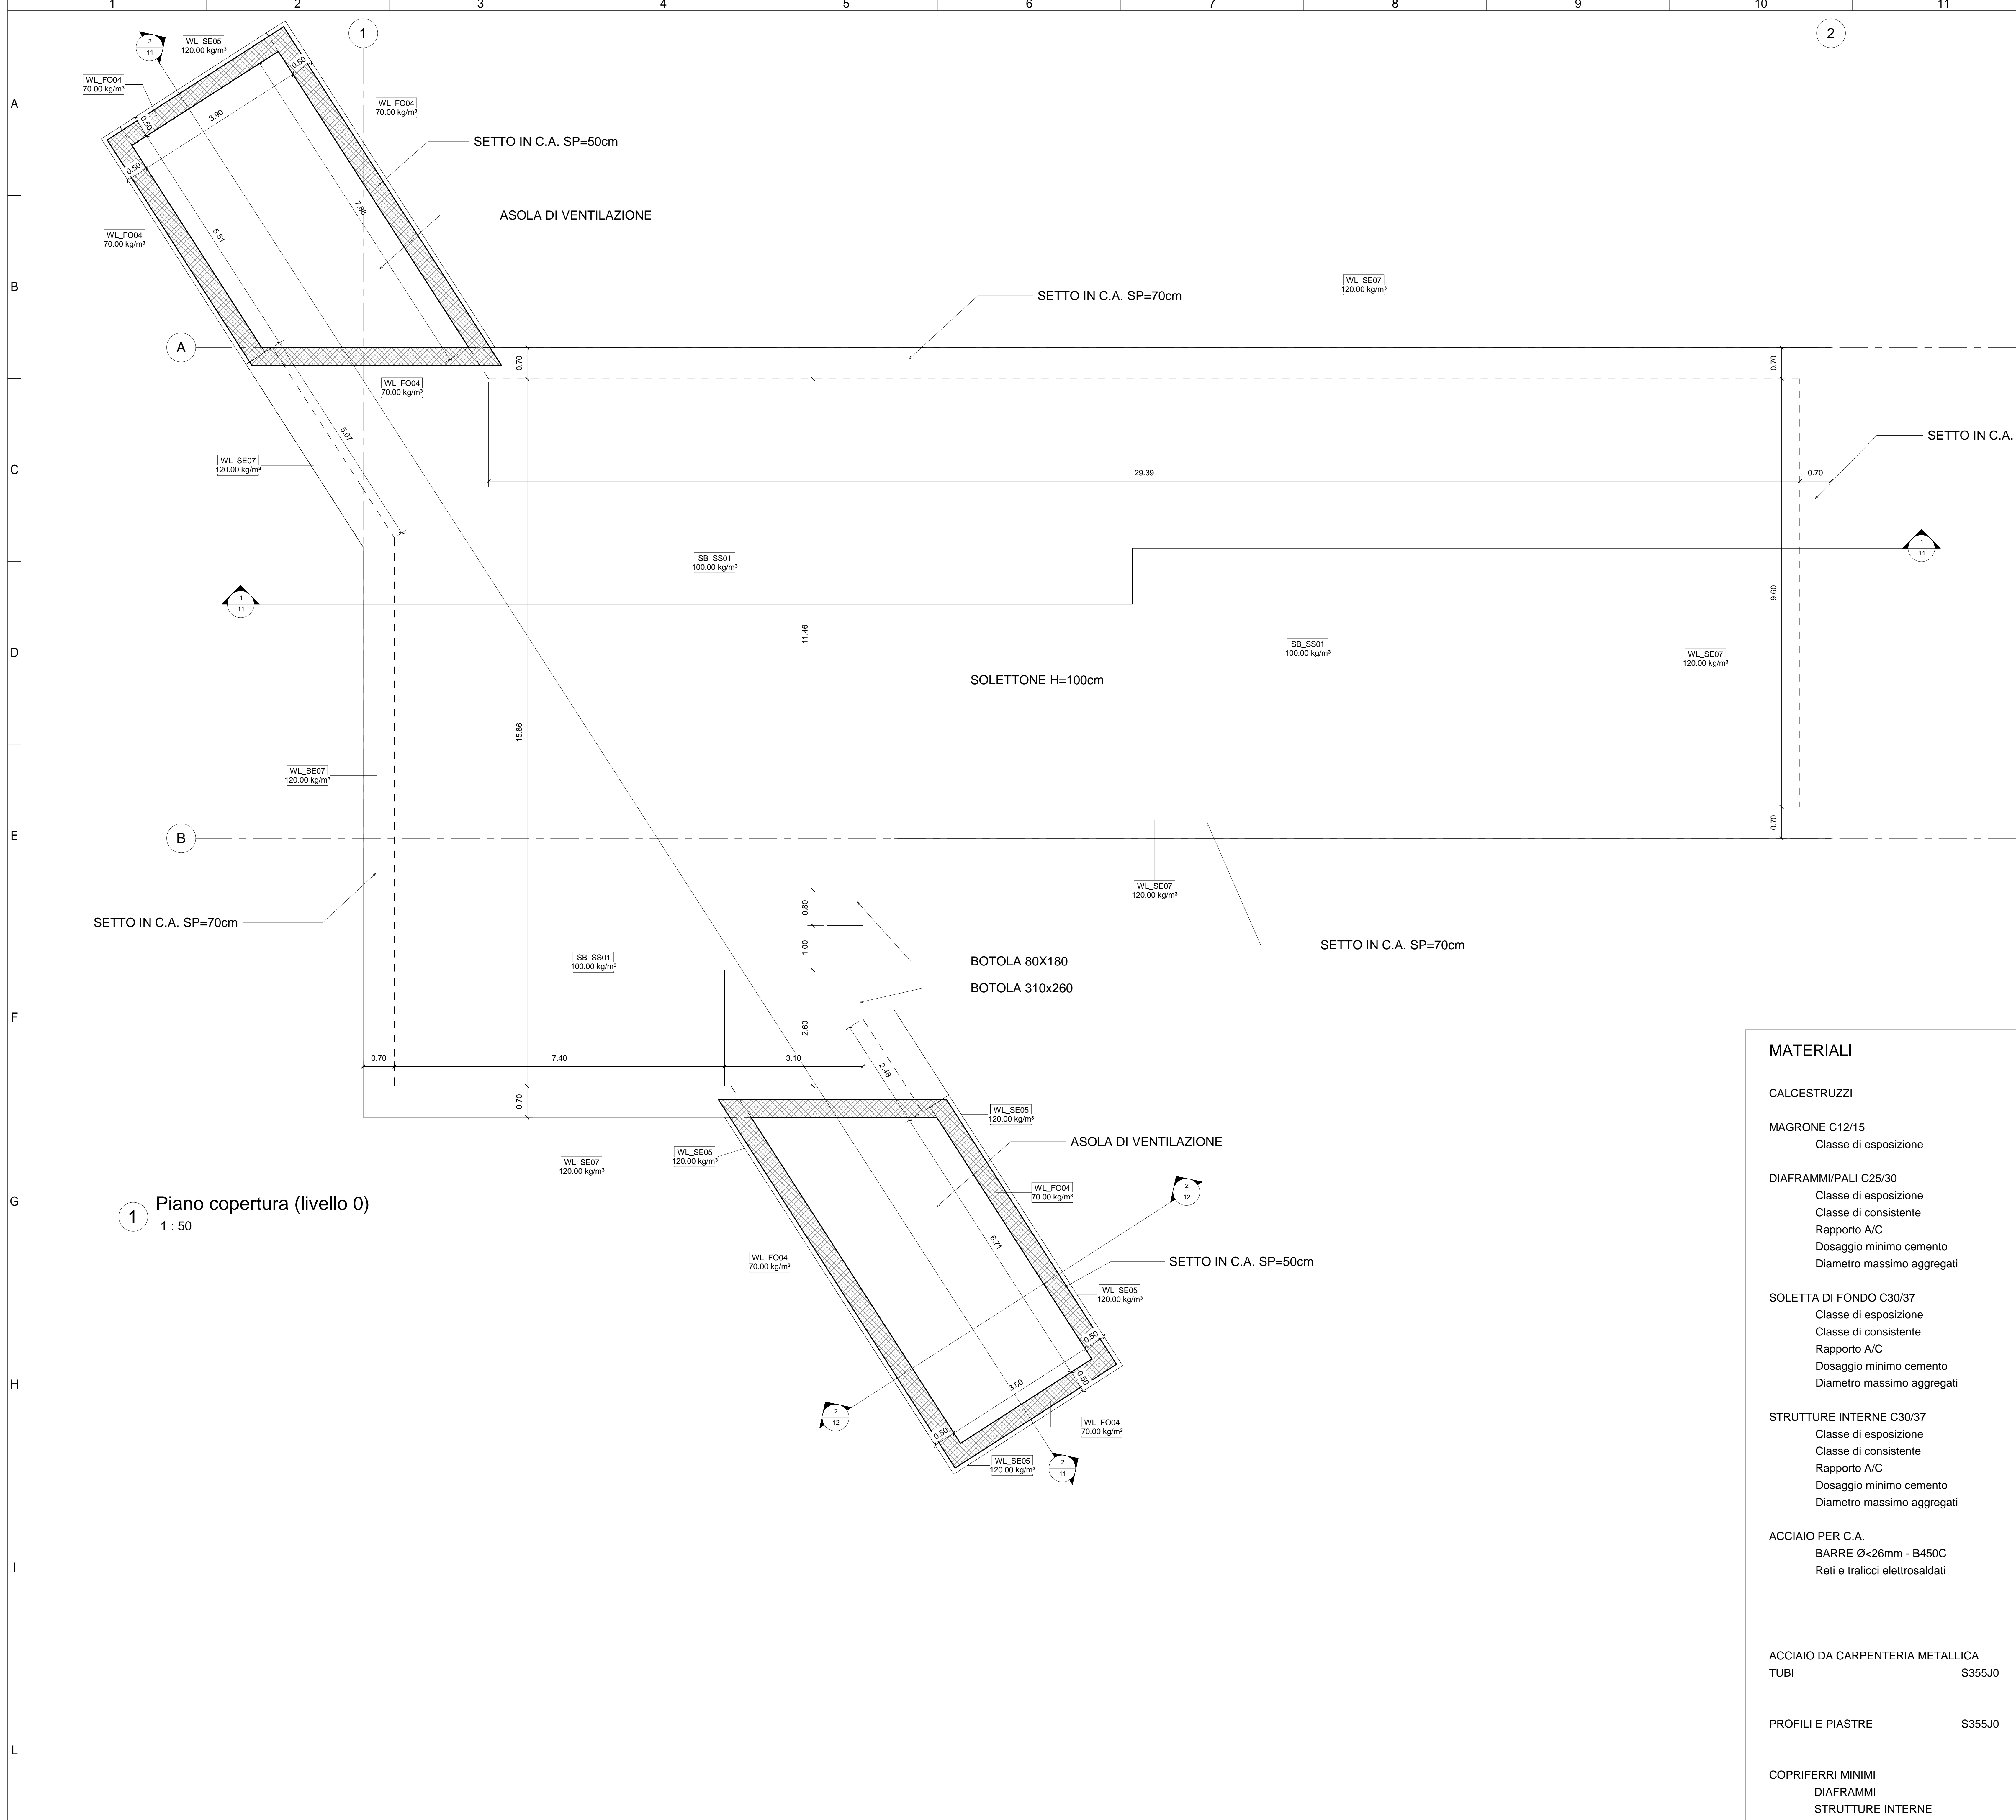 1 2 3 4 5 6 7 8 9 10 11
A
B
C
D
E
F
G
H
I
L
1
2
A
B
2
11
WL_SE05
120.00 kg/m³
WL_FO04
70.00 kg/m³
WL_FO04
70.00 kg/m³
0.50
0.50
3.90
0.50
SETTO IN C.A. SP=50cm
7.88
5.51
ASOLA DI VENTILAZIONE
WL_FO04
70.00 kg/m³
SETTO IN C.A. SP=70cm
WL_SE07
120.00 kg/m³
0.70
0.70
WL_FO04
70.00 kg/m³
5.07
WL_SE07
120.00 kg/m³
29.39
0.70
SETTO IN C.A.
1
11
SB_SS01
100.00 kg/m³
1
11
11.46
9.60
SB_SS01
100.00 kg/m³
WL_SE07
120.00 kg/m³
SOLETTONE H=100cm
15.86
WL_SE07
120.00 kg/m³
0.70
WL_SE07
120.00 kg/m³
0.80
SETTO IN C.A. SP=70cm
1.00
SETTO IN C.A. SP=70cm
SB_SS01
100.00 kg/m³
BOTOLA 80X180
BOTOLA 310x260
2.60
0.70
7.40
3.10
2.48
0.70
WL_SE05
120.00 kg/m³
ASOLA DI VENTILAZIONE
WL_SE05
120.00 kg/m³
WL_SE07
120.00 kg/m³
WL_FO04
70.00 kg/m³
2
12
1
Piano copertura (livello 0)
1 : 50
6.71
WL_FO04
70.00 kg/m³
SETTO IN C.A. SP=50cm
WL_SE05
120.00 kg/m³
0.50
0.50
3.50
2
12
0.50
WL_FO04
70.00 kg/m³
WL_SE05
120.00 kg/m³
2
11
MATERIALI
CALCESTRUZZI
MAGRONE C12/15
Classe di esposizione
DIAFRAMMI/PALI C25/30
Classe di esposizione
Classe di consistente
Rapporto A/C
Dosaggio minimo cemento
Diametro massimo aggregati
SOLETTA DI FONDO C30/37
Classe di esposizione
Classe di consistente
Rapporto A/C
Dosaggio minimo cemento
Diametro massimo aggregati
STRUTTURE INTERNE C30/37
Classe di esposizione
Classe di consistente
Rapporto A/C
Dosaggio minimo cemento
Diametro massimo aggregati
ACCIAIO PER C.A.
BARRE Ø<26mm - B450C
Reti e tralicci elettrosaldati
ACCIAIO DA CARPENTERIA METALLICA
TUBI S355J0
PROFILI E PIASTRE S355J0
COPRIFERRI MINIMI
DIAFRAMMI
STRUTTURE INTERNE